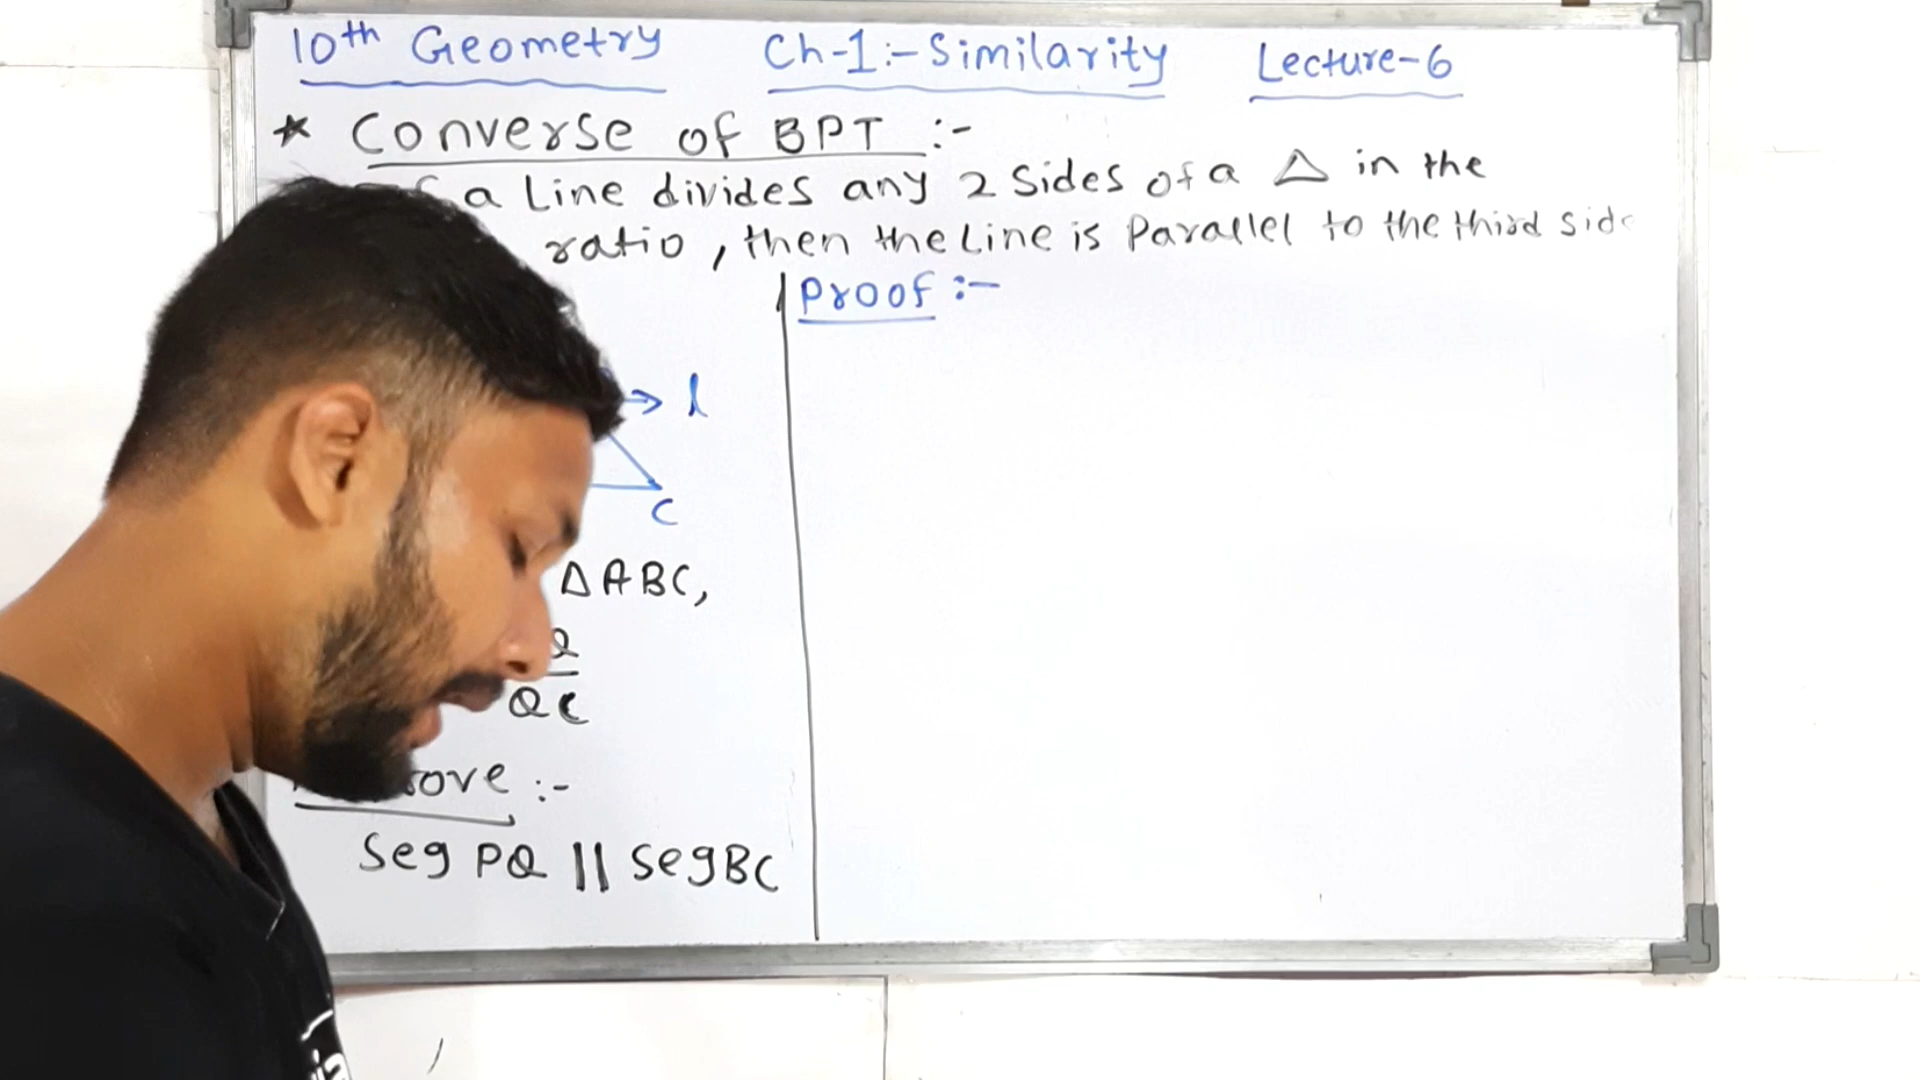 10th Geometry Ch-1:- Similarity Lecture-6
* Converse of BPT :-
a Line divides any 2 Sides of a △ in the
ratio, then the Line is Parallel to the third side
Proof :-
l
C
△ABC,
QC
:-
seg PQ || seg BC